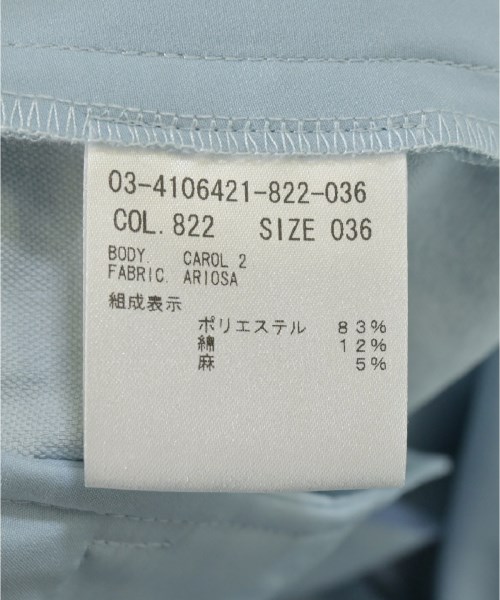 03-4106421-822-036
COL. 822 SIZE 036
BODY. CAROL 2
FABRIC. ARIOSA
組成表示
ポリエステル 83%
綿 12%
麻 5%